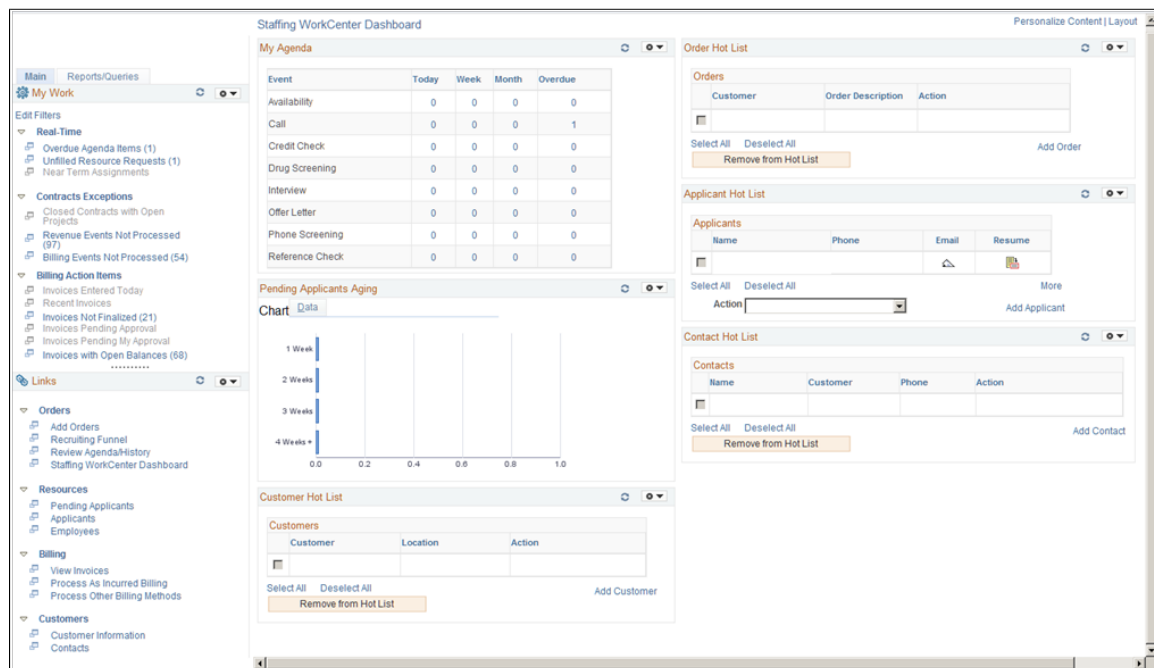 Staffing WorkCenter Dashboard
Personalize Content | Layout
Main Reports/Queries
My Work
Edit Filters
Real-Time
Overdue Agenda Items (1)
Unfilled Resource Requests (1)
Near Term Assignments
Contracts Exceptions
Closed Contracts with Open
Projects
Revenue Events Not Processed
(97)
Billing Events Not Processed (54)
Billing Action Items
Invoices Entered Today
Recent Invoices
Invoices Not Finalized (21)
Invoices Pending Approval
Invoices Pending My Approval
Invoices with Open Balances (68)
Links
Orders
Add Orders
Recruiting Funnel
Review Agenda/History
Staffing WorkCenter Dashboard
Resources
Pending Applicants
Applicants
Employees
Billing
View Invoices
Process As Incurred Billing
Process Other Billing Methods
Customers
Customer Information
Contacts
My Agenda
Event Today Week Month Overdue
Availability 0 0 0 0
Call 0 0 0 1
Credit Check 0 0 0 0
Drug Screening 0 0 0 0
Interview 0 0 0 0
Offer Letter 0 0 0 0
Phone Screening 0 0 0 0
Reference Check 0 0 0 0
Pending Applicants Aging
Chart Data
1 Week
2 Weeks
3 Weeks
4 Weeks +
0.0 0.2 0.4 0.6 0.8 1.0
Customer Hot List
Customers
Customer Location Action
Select All Deselect All
Add Customer
Remove from Hot List
Order Hot List
Orders
Customer Order Description Action
Select All Deselect All
Add Order
Remove from Hot List
Applicant Hot List
Applicants
Name Phone Email Resume
Select All Deselect All More
Action Add Applicant
Contact Hot List
Contacts
Name Customer Phone Action
Select All Deselect All
Add Contact
Remove from Hot List